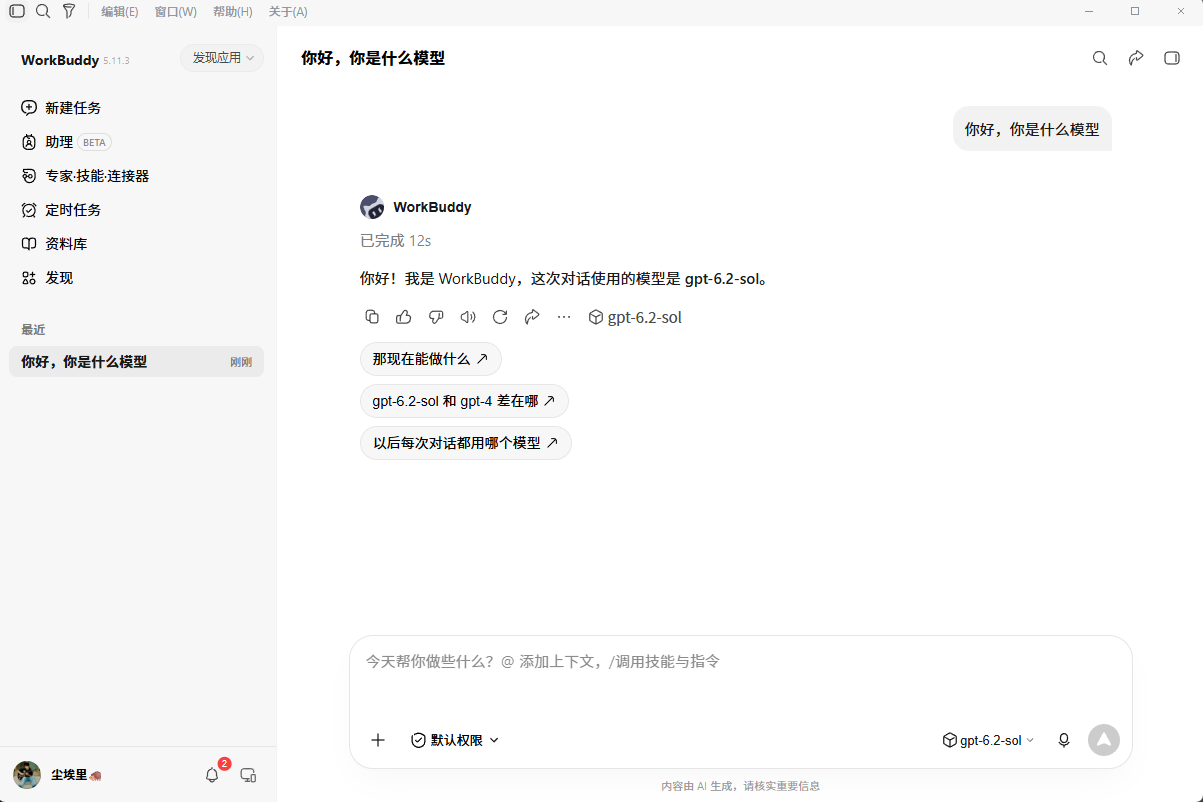 编辑(E) 窗口(W) 帮助(H) 关于(A)
WorkBuddy 5.11.3 发现应用
新建任务
助理 BETA
专家·技能·连接器
定时任务
资料库
发现
最近
你好，你是什么模型 刚刚
尘埃里
2
你好，你是什么模型
你好，你是什么模型
WorkBuddy
已完成 12s
你好！我是 WorkBuddy，这次对话使用的模型是 gpt-6.2-sol。
gpt-6.2-sol
那现在能做什么
gpt-6.2-sol 和 gpt-4 差在哪
以后每次对话都用哪个模型
今天帮你做些什么？@ 添加上下文，/调用技能与指令
默认权限 gpt-6.2-sol
内容由 AI 生成，请核实重要信息